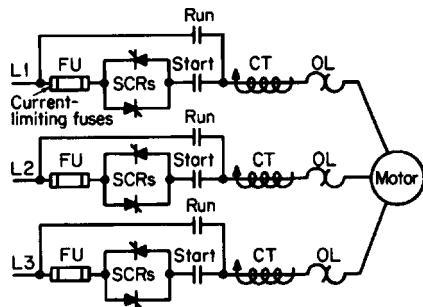 Run
L1 FU SCRs Start CT OL
Current-
limiting fuses
Run
L2 FU SCRs Start CT OL
Motor
Run
L3 FU SCRs Start CT OL